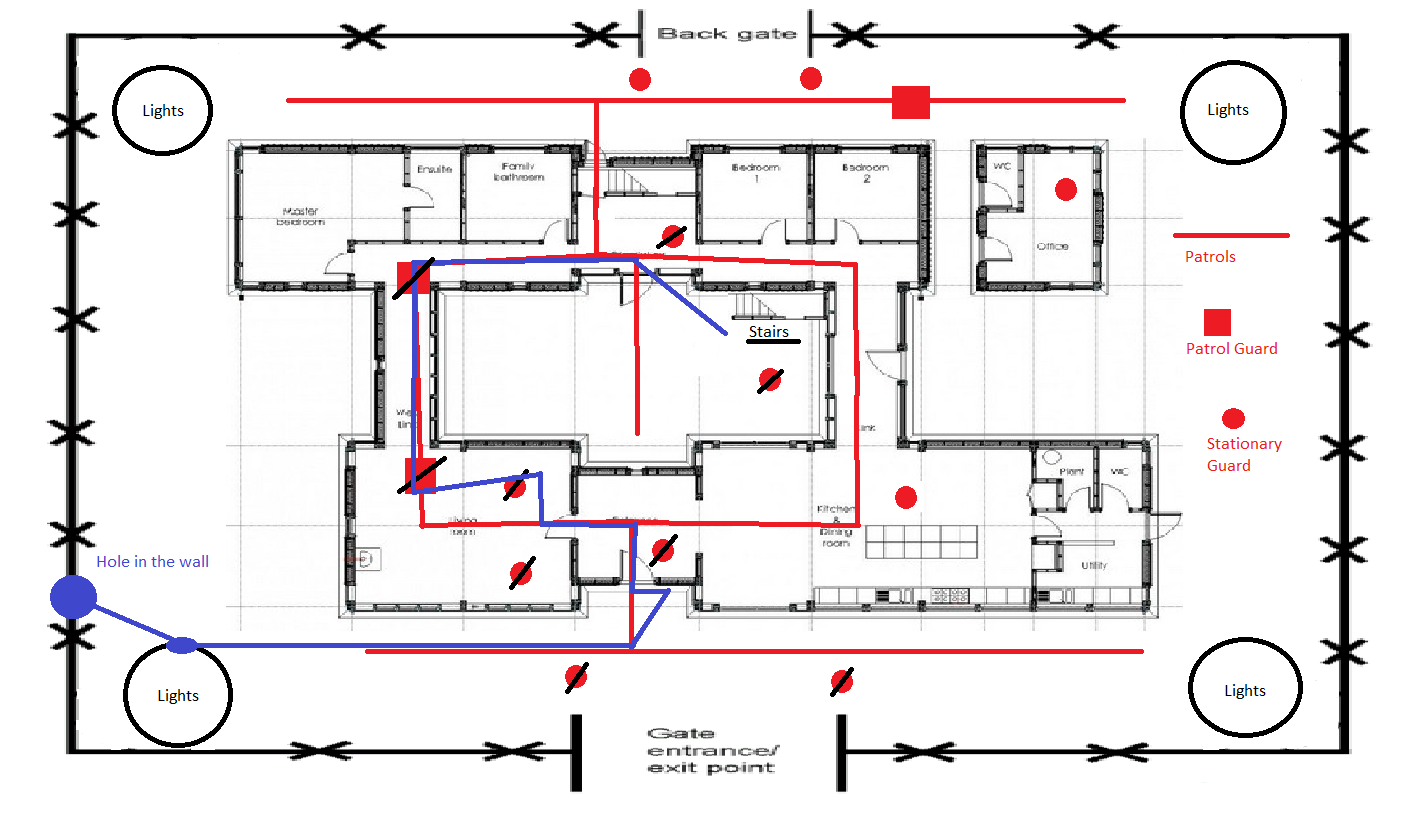 Back gate
Lights
Lights
Master
bedroom
Ensuite
Family
bathroom
Bedroom
1
Bedroom
2
WC
Office
Patrols
Patrol Guard
Stationary
Guard
Stairs
Link
Living
room
Kitchen
&
Dining
room
Plant
WC
Utility
Hole in the wall
Lights
Lights
Gate
entrance/
exit point